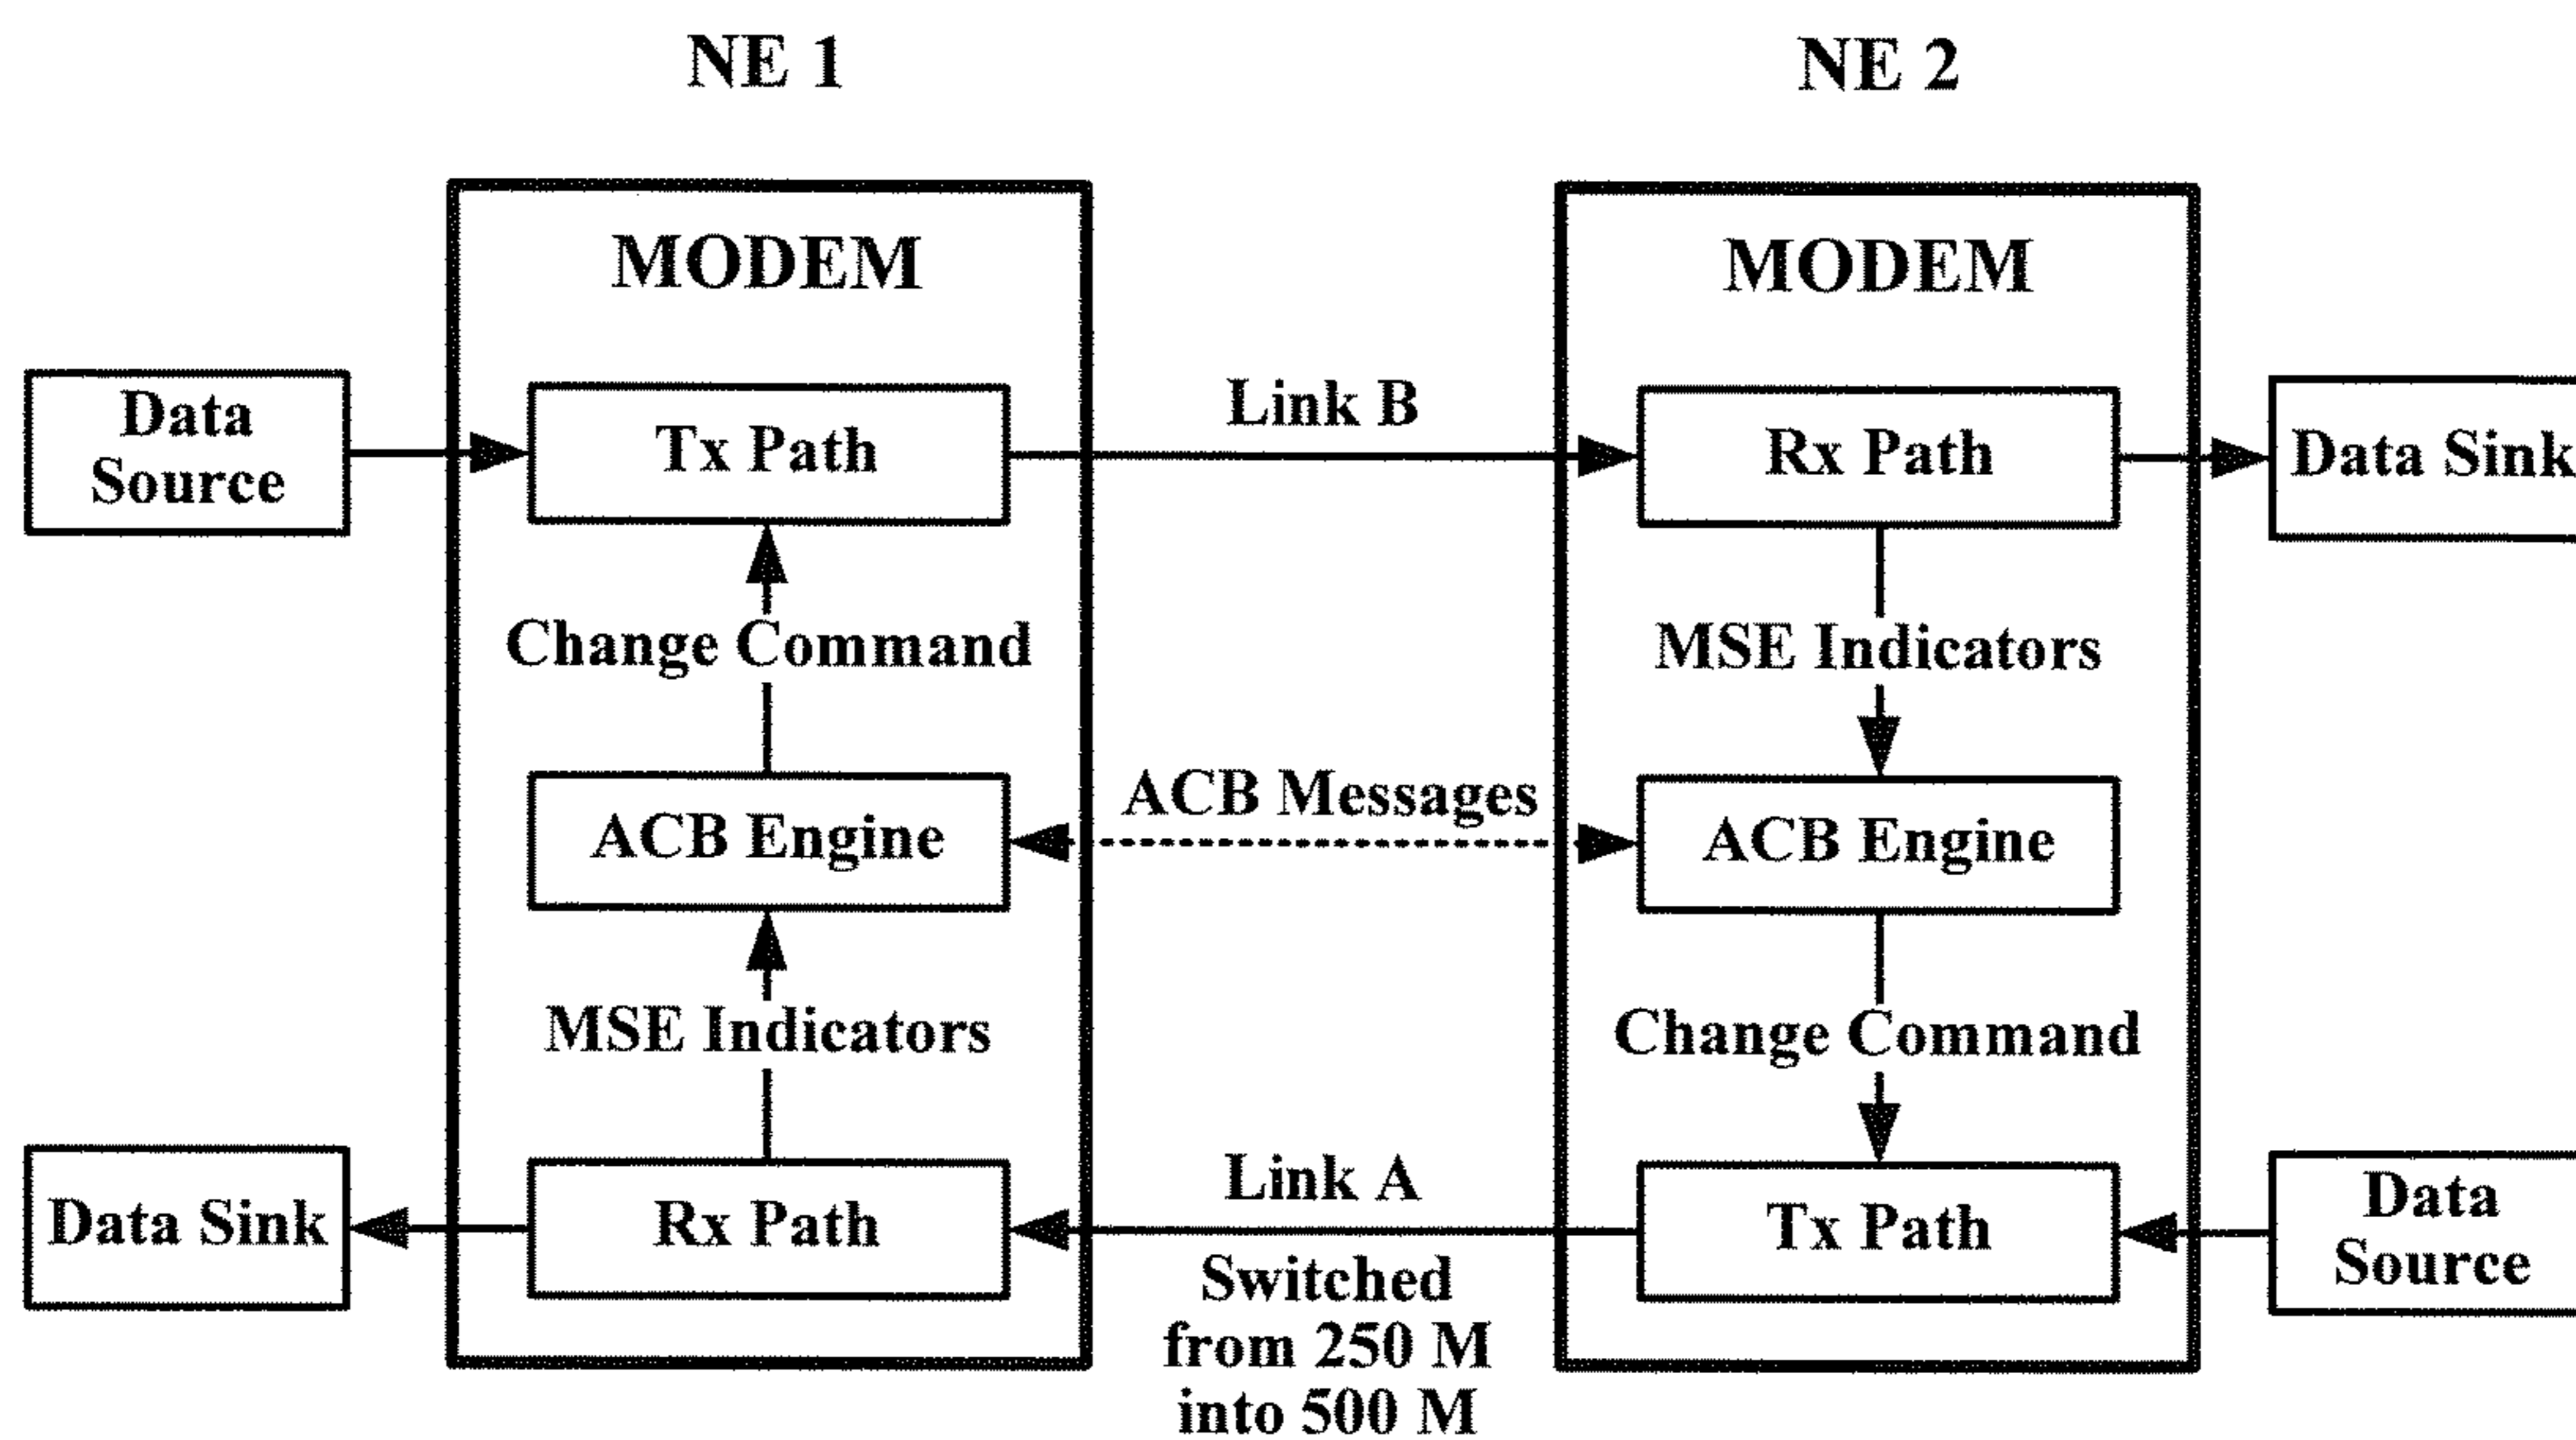 NE 1
NE 2
MODEM
MODEM
Data
Source
Tx Path
Link B
Rx Path
Data Sink
Change Command
MSE Indicators
ACB Engine
ACB Messages
ACB Engine
MSE Indicators
Change Command
Data Sink
Rx Path
Link A
Switched
from 250 M
into 500 M
Tx Path
Data
Source